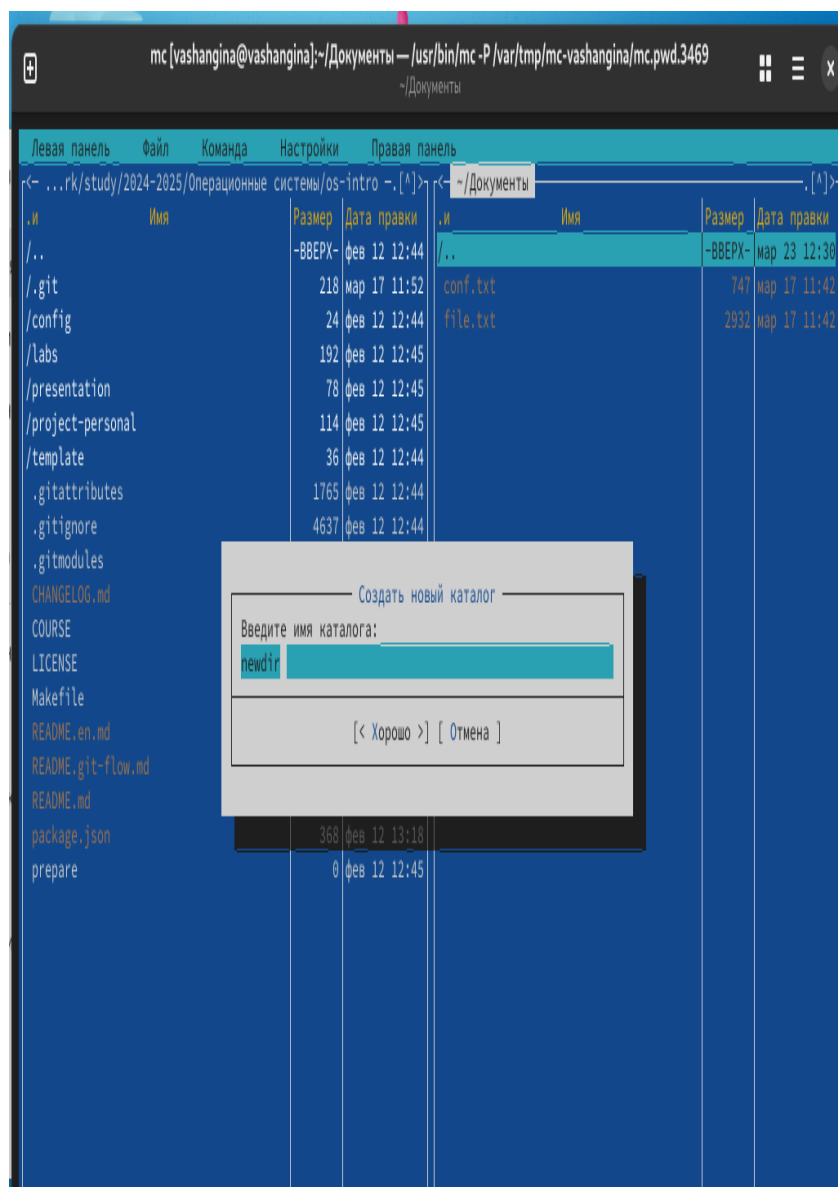 mc [vashangina@vashangina]:~/Документы — /usr/bin/mc -P /var/tmp/mc-vashangina/mc.pwd.3469
~/Документы
Левая панель Файл Команда Настройки Правая панель
<- ...rk/study/2024-2025/Операционные системы/os-intro -.[^]> <- ~/Документы .[^]>
.и Имя Размер Дата правки .и Имя Размер Дата правки
/.. -ВВЕРХ- фев 12 12:44 /.. -ВВЕРХ- мар 23 12:30
/.git 218 мар 17 11:52 conf.txt 747 мар 17 11:42
/config 24 фев 12 12:44 file.txt 2932 мар 17 11:42
/labs 192 фев 12 12:45
/presentation 78 фев 12 12:45
/project-personal 114 фев 12 12:45
/template 36 фев 12 12:44
.gitattributes 1765 фев 12 12:44
.gitignore 4637 фев 12 12:44
.gitmodules
CHANGELOG.md
COURSE
LICENSE
Makefile
README.en.md
README.git-flow.md
README.md
package.json 368 фев 12 13:18
prepare 0 фев 12 12:45
Создать новый каталог
Введите имя каталога:
newdir
[< Хорошо >] [ Отмена ]